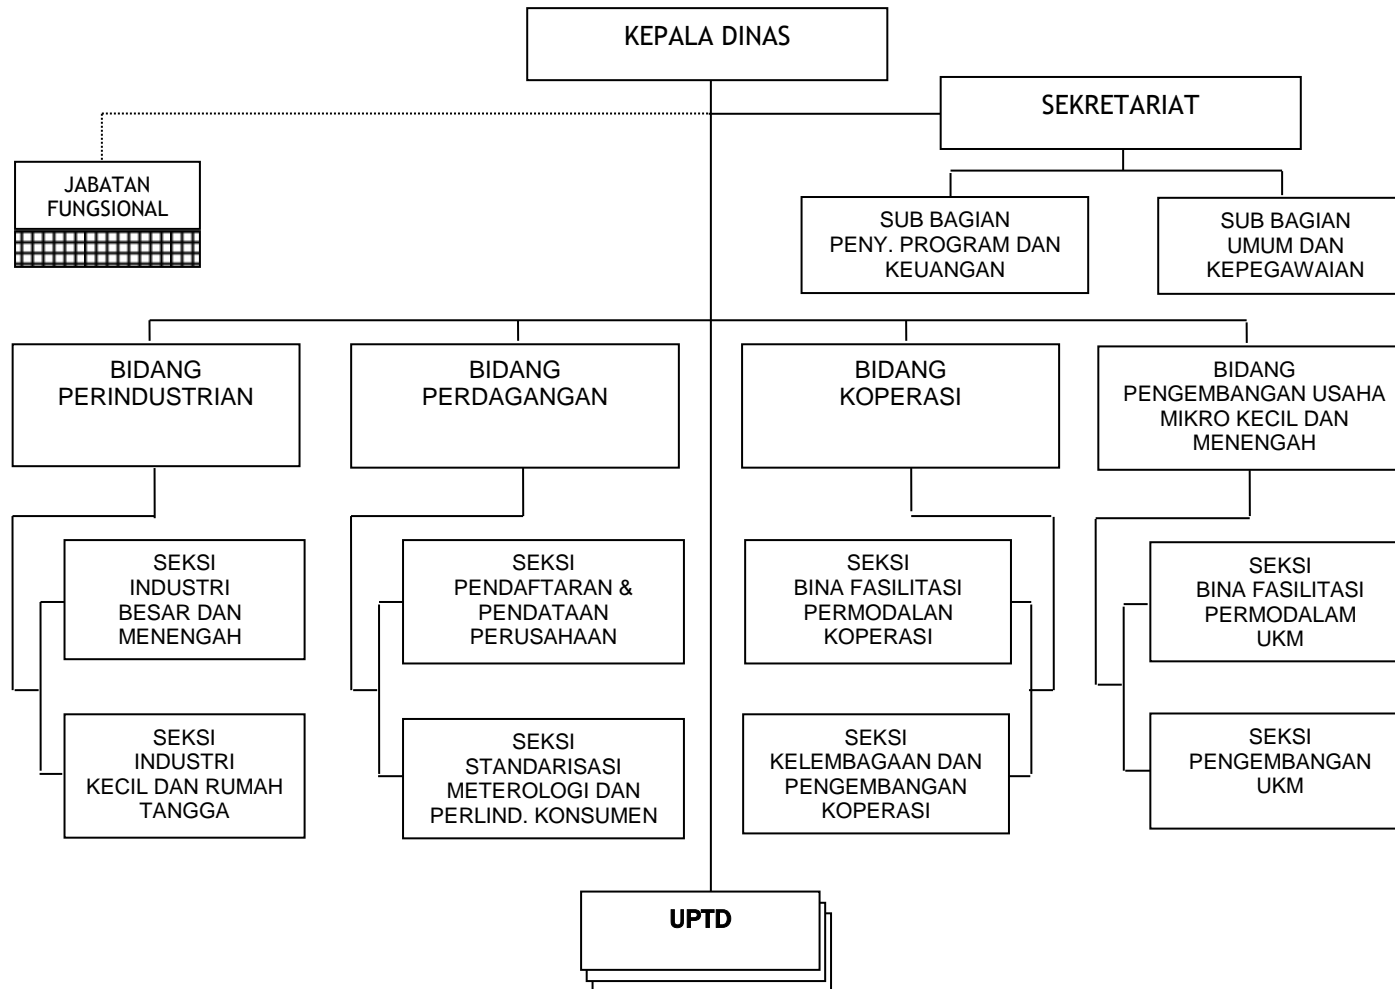 KEPALA DINAS
SEKRETARIAT
JABATAN
FUNGSIONAL
SUB BAGIAN
PENY. PROGRAM DAN
KEUANGAN
SUB BAGIAN
UMUM DAN
KEPEGAWAIAN
BIDANG
PERINDUSTRIAN
BIDANG
PERDAGANGAN
BIDANG
KOPERASI
BIDANG
PENGEMBANGAN USAHA
MIKRO KECIL DAN
MENENGAH
SEKSI
INDUSTRI
BESAR DAN
MENENGAH
SEKSI
PENDAFTARAN &
PENDATAAN
PERUSAHAAN
SEKSI
BINA FASILITASI
PERMODALAN
KOPERASI
SEKSI
BINA FASILITASI
PERMODALAM
UKM
SEKSI
INDUSTRI
KECIL DAN RUMAH
TANGGA
SEKSI
STANDARISASI
METEROLOGI DAN
PERLIND. KONSUMEN
SEKSI
KELEMBAGAAN DAN
PENGEMBANGAN
KOPERASI
SEKSI
PENGEMBANGAN
UKM
UPTD